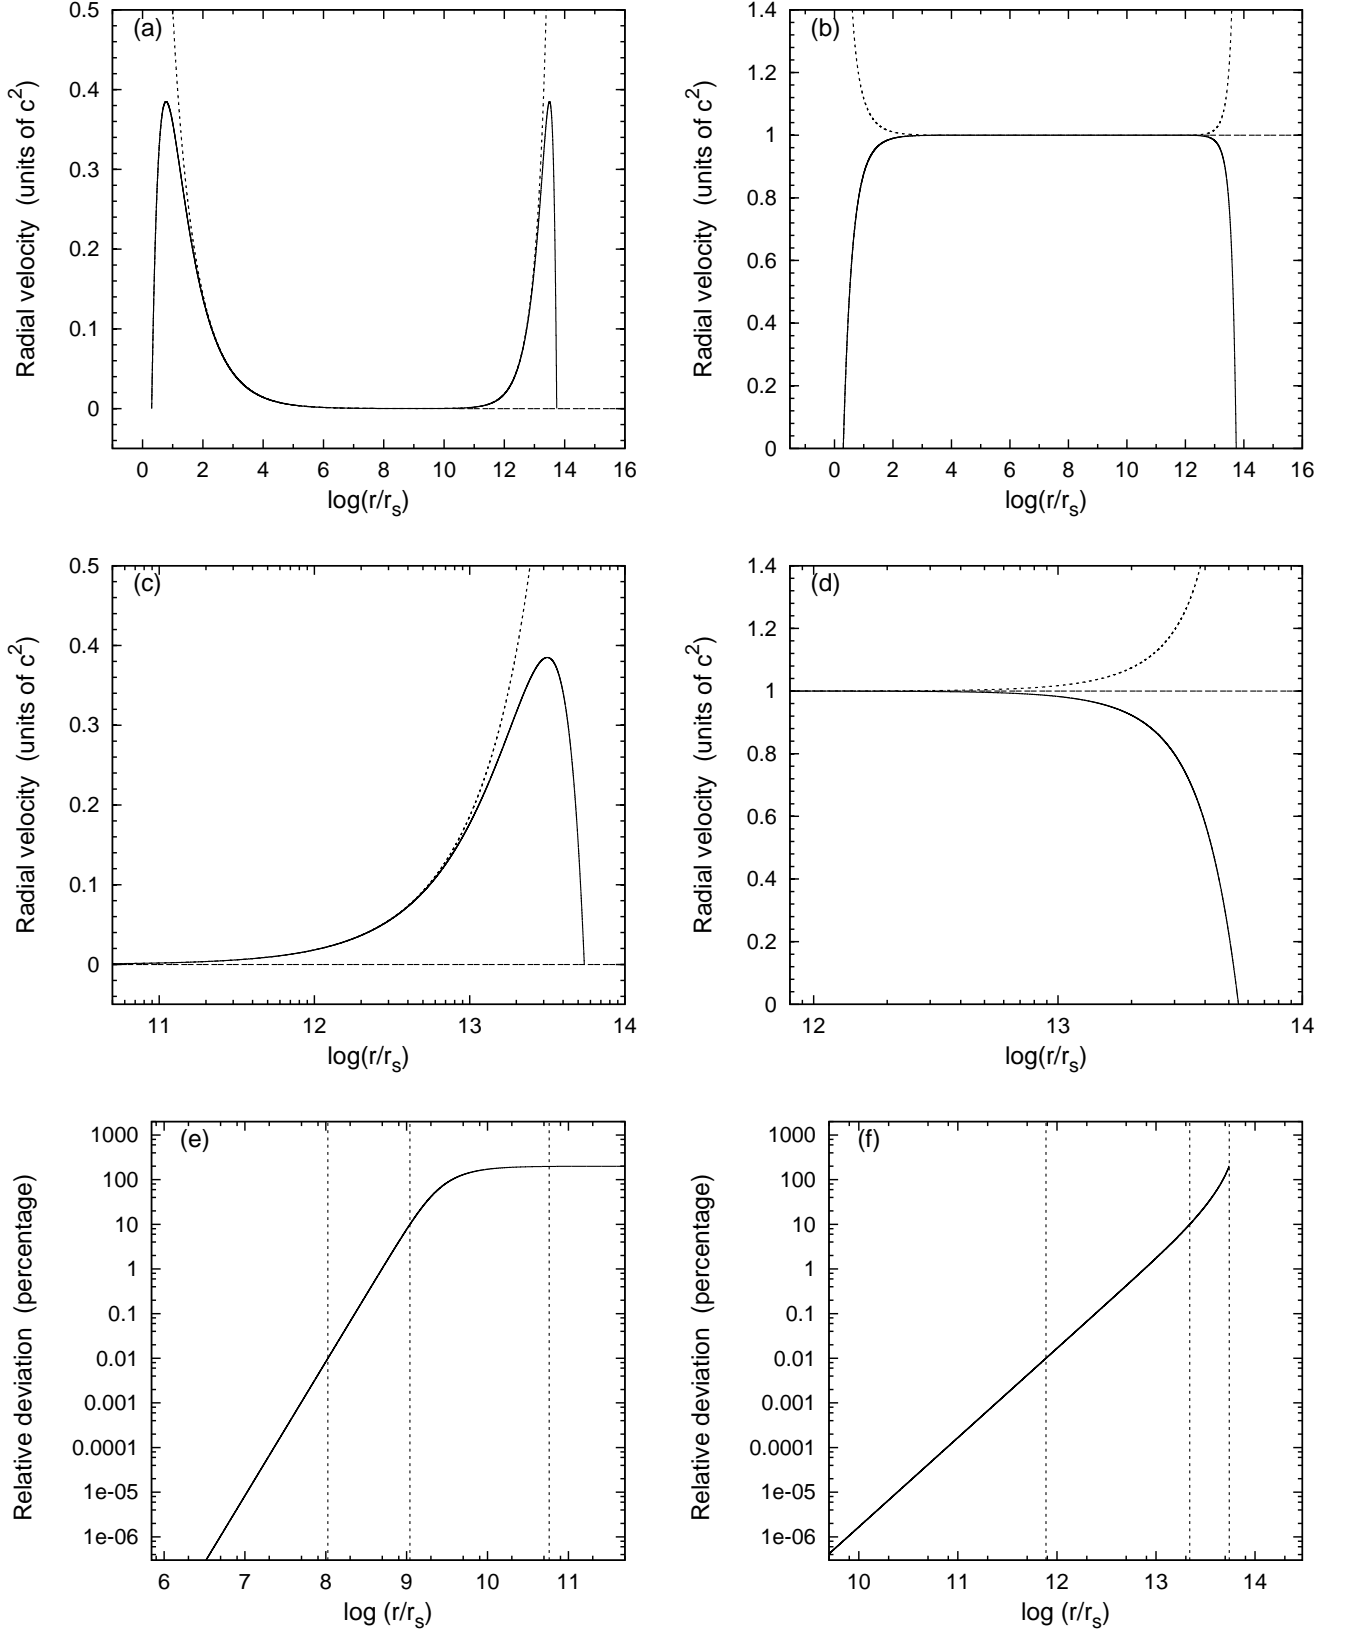 (a)
Radial velocity (units of c²)
0.5
0.4
0.3
0.2
0.1
0
0 2 4 6 8 10 12 14 16
log(r/rₛ)
(b)
Radial velocity (units of c²)
1.4
1.2
1
0.8
0.6
0.4
0.2
0
0 2 4 6 8 10 12 14 16
log(r/rₛ)
(c)
Radial velocity (units of c²)
0.5
0.4
0.3
0.2
0.1
0
11 12 13 14
log(r/rₛ)
(d)
Radial velocity (units of c²)
1.4
1.2
1
0.8
0.6
0.4
0.2
0
12 13 14
log(r/rₛ)
(e)
Relative deviation (percentage)
1000
100
10
1
0.1
0.01
0.001
0.0001
1e-05
1e-06
6 7 8 9 10 11
log (r/rₛ)
(f)
Relative deviation (percentage)
1000
100
10
1
0.1
0.01
0.001
0.0001
1e-05
1e-06
10 11 12 13 14
log (r/rₛ)